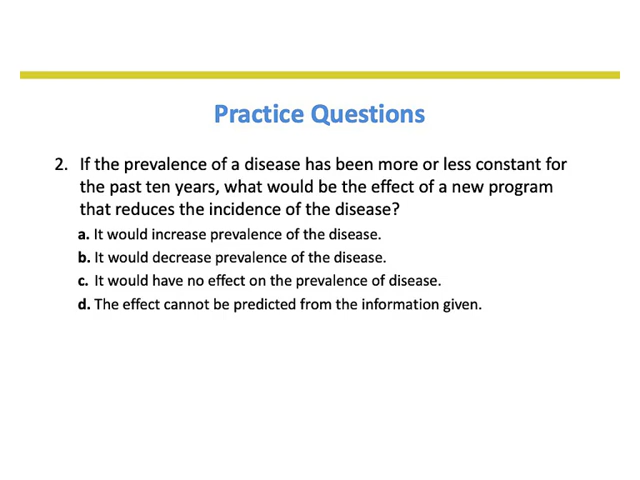 Practice Questions
2. If the prevalence of a disease has been more or less constant for
the past ten years, what would be the effect of a new program
that reduces the incidence of the disease?
a. It would increase prevalence of the disease.
b. It would decrease prevalence of the disease.
c. It would have no effect on the prevalence of disease.
d. The effect cannot be predicted from the information given.